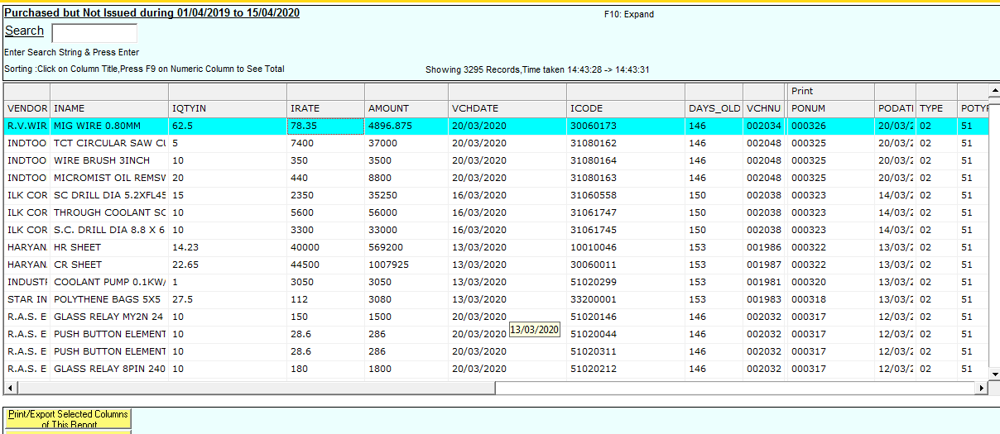 Purchased but Not Issued during 01/04/2019 to 15/04/2020
F10: Expand
Search
Enter Search String & Press Enter
Sorting :Click on Column Title,Press F9 on Numeric Column to See Total
Showing 3295 Records,Time taken 14:43:28 -> 14:43:31
Print
VENDOR INAME IQTYIN IRATE AMOUNT VCHDATE ICODE DAYS_OLD VCHNU PONUM PODATI TYPE POTYF
R.V.WIR MIG WIRE 0.80MM 62.5 78.35 4896.875 20/03/2020 30060173 146 002034 000326 20/03/2 02 51
INDTOO TCT CIRCULAR SAW CU 5 7400 37000 20/03/2020 31080162 146 002048 000325 20/03/2 02 51
INDTOO WIRE BRUSH 3INCH 10 350 3500 20/03/2020 31080164 146 002048 000325 20/03/2 02 51
INDTOO MICROMIST OIL REMSW 20 440 8800 20/03/2020 31080163 146 002048 000325 20/03/2 02 51
ILK COR SC DRILL DIA 5.2XFL45 15 2350 35250 16/03/2020 31060558 150 002038 000323 14/03/2 02 51
ILK COR THROUGH COOLANT SC 10 5600 56000 16/03/2020 31061747 150 002038 000323 14/03/2 02 51
ILK COR S.C. DRILL DIA 8.8 X 6 10 3300 33000 16/03/2020 31061745 150 002038 000323 14/03/2 02 51
HARYAN HR SHEET 14.23 40000 569200 13/03/2020 10010046 153 001986 000322 13/03/2 02 51
HARYAN CR SHEET 22.65 44500 1007925 13/03/2020 30060011 153 001987 000322 13/03/2 02 51
INDUSTI COOLANT PUMP 0.1KW/ 1 3050 3050 13/03/2020 51020299 153 001981 000320 13/03/2 02 51
STAR IN POLYTHENE BAGS 5X5 27.5 112 3080 13/03/2020 33200001 153 001983 000318 13/03/2 02 51
R.A.S. E GLASS RELAY MY2N 24 10 150 1500 20/03/2020 51020146 146 002032 000317 12/03/2 02 51
13/03/2020
R.A.S. E PUSH BUTTON ELEMENT 10 28.6 286 20/03/2020 51020044 146 002032 000317 12/03/2 02 51
R.A.S. E PUSH BUTTON ELEMENT 10 28.6 286 20/03/2020 51020311 146 002032 000317 12/03/2 02 51
R.A.S. E GLASS RELAY 8PIN 240 10 180 1800 20/03/2020 51020212 146 002032 000317 12/03/2 02 51
Print/Export Selected Columns
of This Report